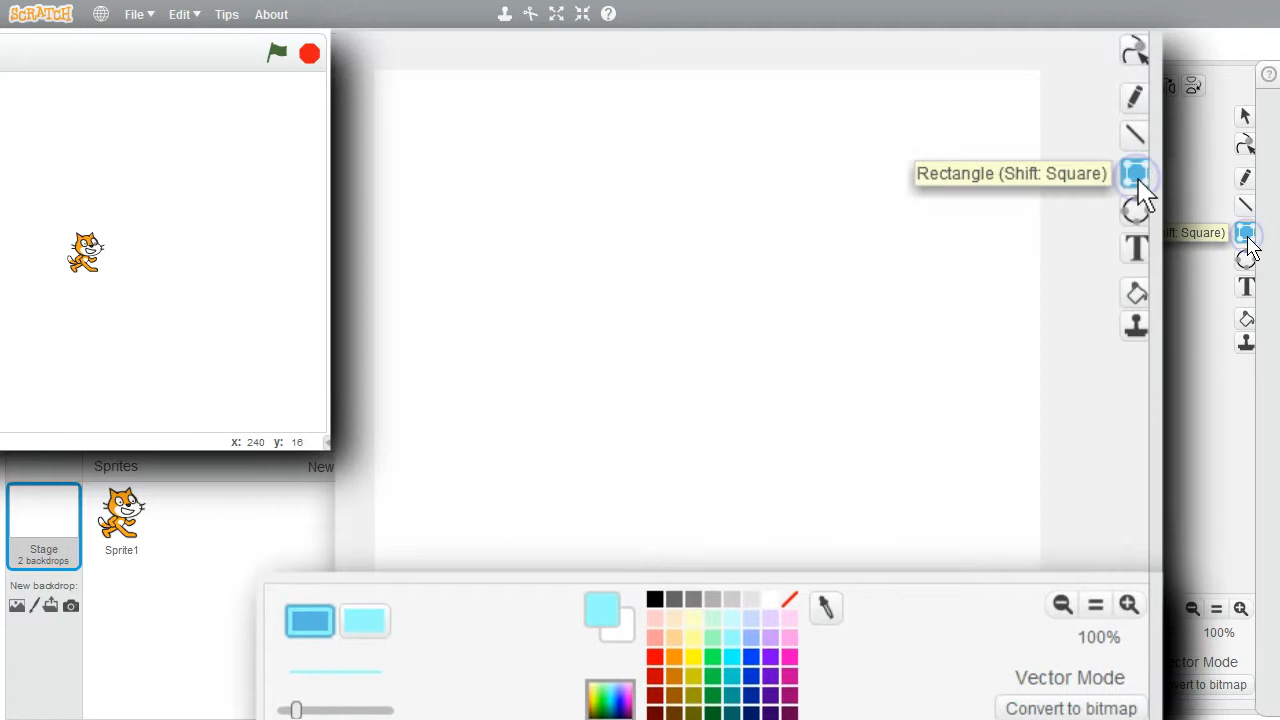 SCRATCH
File Edit Tips About
Rectangle (Shift: Square)
ift: Square)
T
T
x: 240 y: 16
Sprites New
Stage
2 backdrops
Sprite1
New backdrop:
100%
Vector Mode
Convert to bitmap
100%
ctor Mode
vert to bitmap